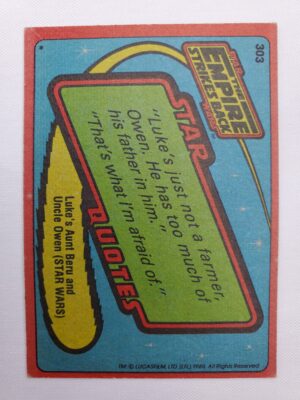 303
STAR
THE
EMPIRE
STRIKES BACK
WARS
STAR QUOTES
"Luke's just not a farmer,
Owen. He has too much of
his father in him."
"That's what I'm afraid of."
Luke's Aunt Beru and
Uncle Owen (STAR WARS)
TM: © LUCASFILM, LTD. (LFL) 1980. All Rights Reserved